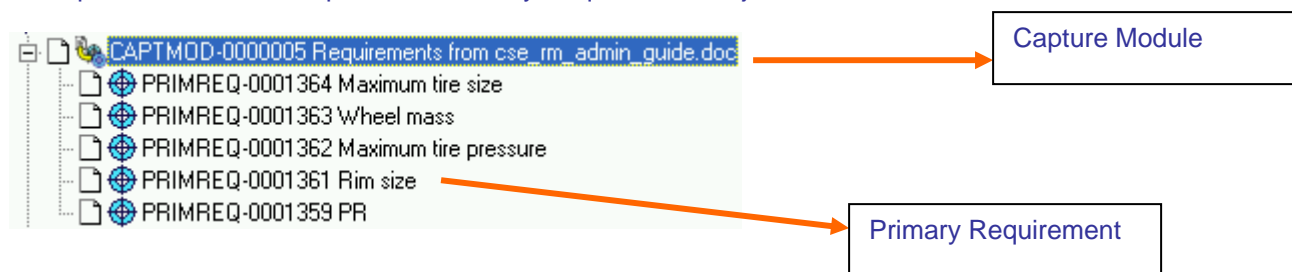 CAPTMOD-0000005 Requirements from cse_rm_admin_guide.doc
Capture Module
PRIMREQ-0001364 Maximum tire size
PRIMREQ-0001363 Wheel mass
PRIMREQ-0001362 Maximum tire pressure
PRIMREQ-0001361 Rim size
PRIMREQ-0001359 PR
Primary Requirement